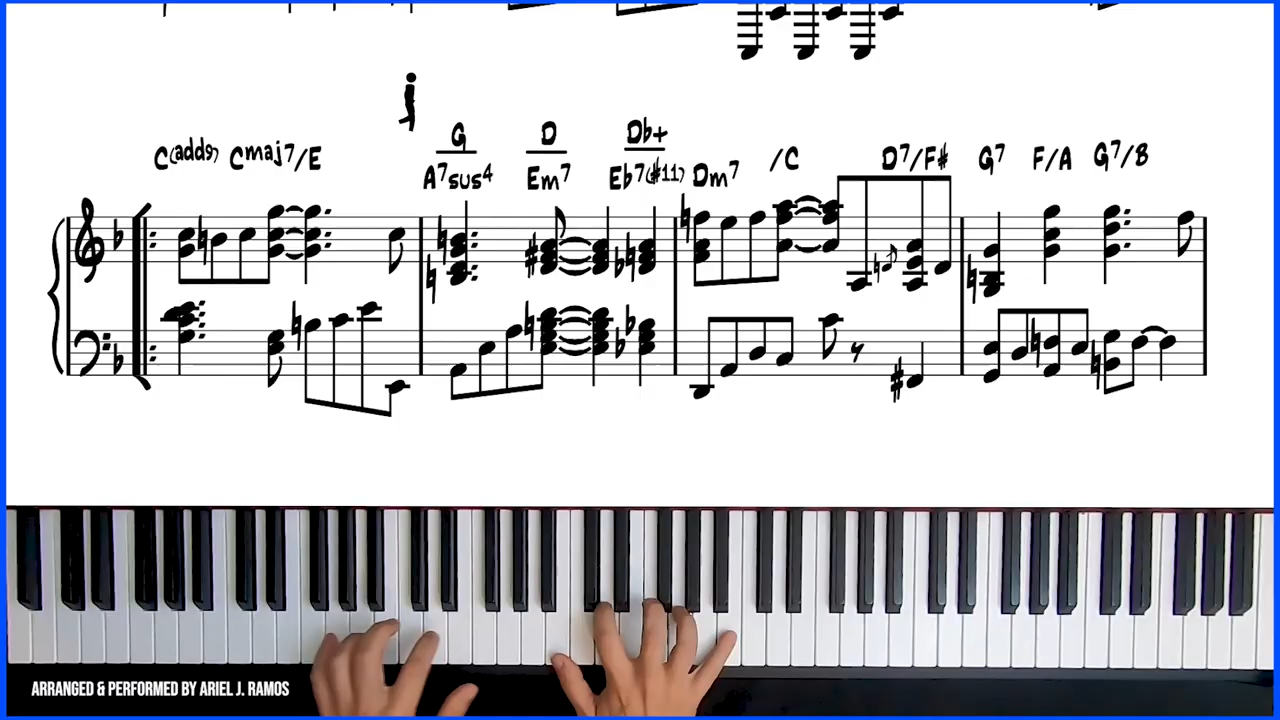 G D Db+
C(add9) Cmaj7/E A7sus4 Em7 Eb7(#11) Dm7 /C D7/F# G7 F/A G7/B
ARRANGED & PERFORMED BY ARIEL J. RAMOS